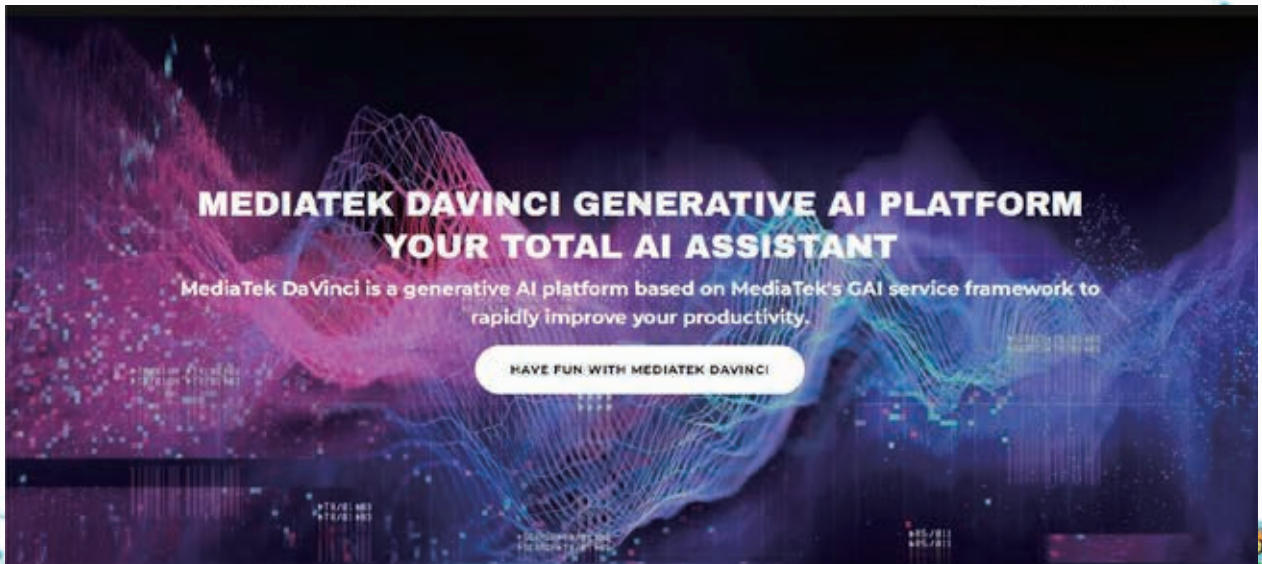 MEDIATEK DAVINCI GENERATIVE AI PLATFORM
YOUR TOTAL AI ASSISTANT
MediaTek DaVinci is a generative AI platform based on MediaTek's GAI service framework to
rapidly improve your productivity.
HAVE FUN WITH MEDIATEK DAVINCI